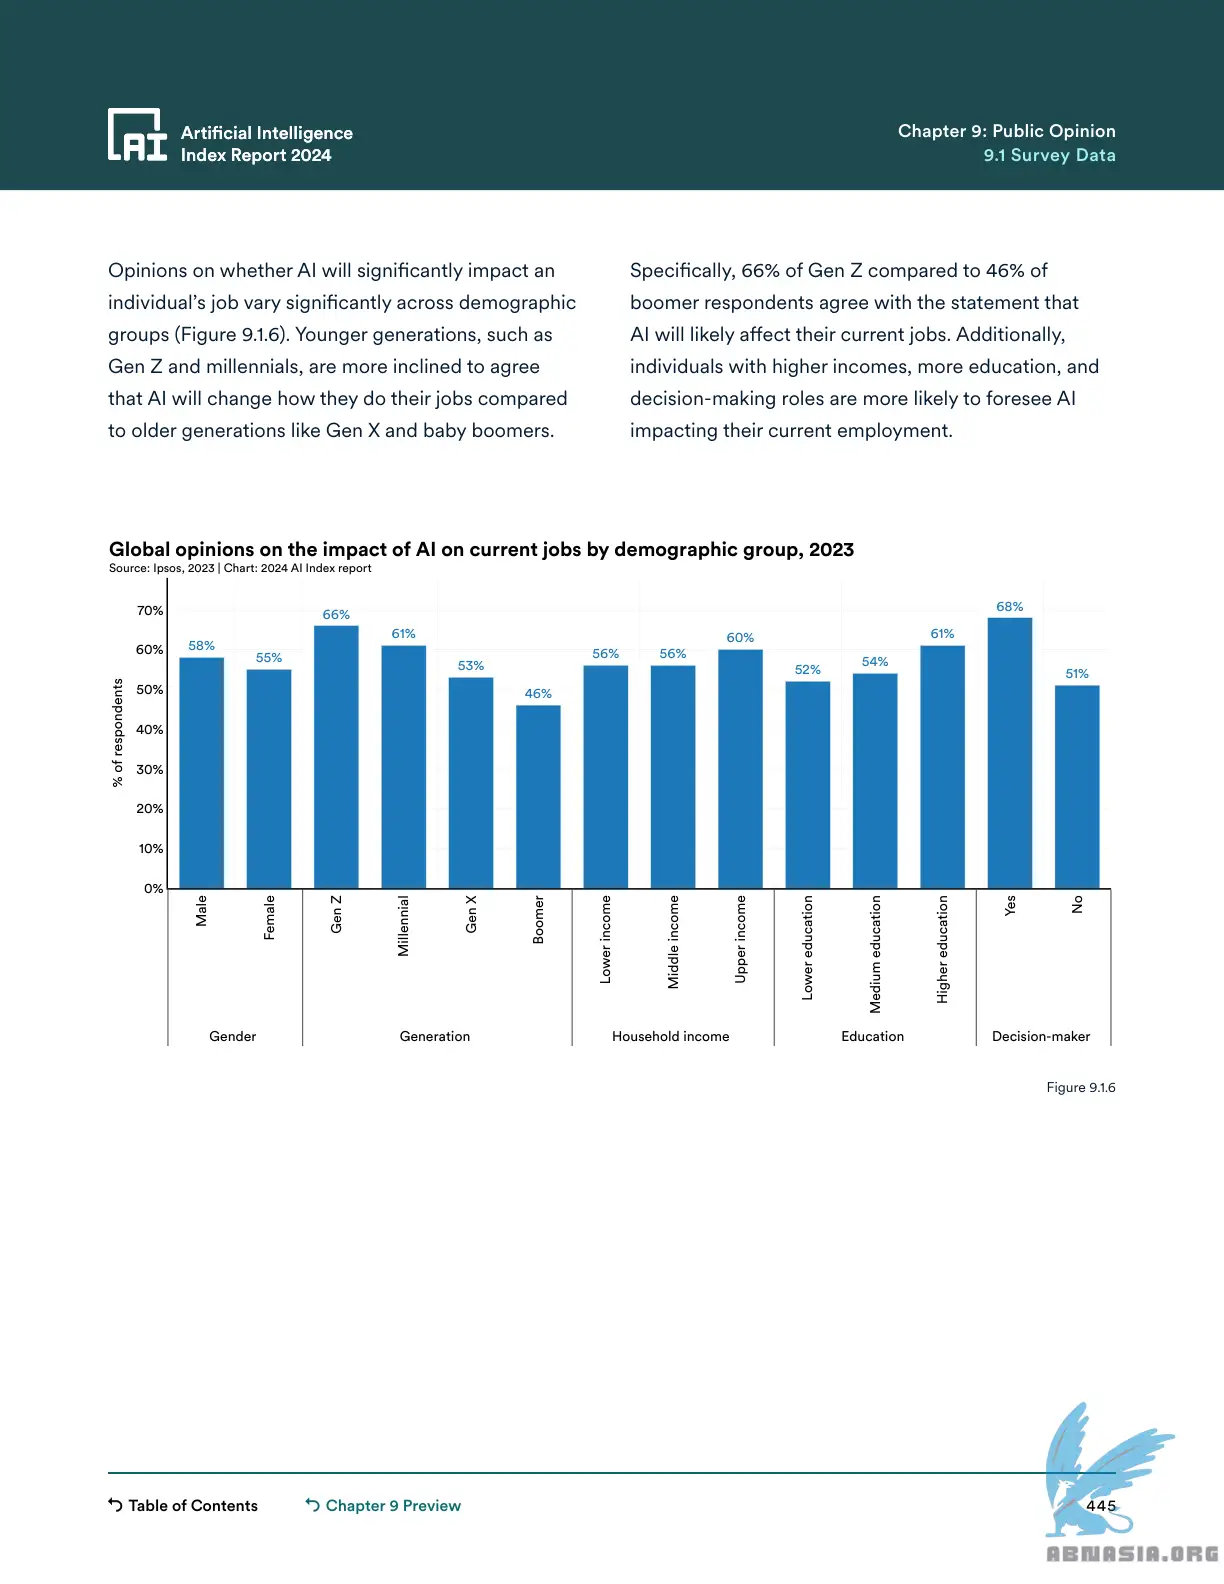 AI
Artificial Intelligence
Index Report 2024
Chapter 9: Public Opinion
9.1 Survey Data
Opinions on whether AI will significantly impact an
individual's job vary significantly across demographic
groups (Figure 9.1.6). Younger generations, such as
Gen Z and millennials, are more inclined to agree
that AI will change how they do their jobs compared
to older generations like Gen X and baby boomers.
Specifically, 66% of Gen Z compared to 46% of
boomer respondents agree with the statement that
AI will likely affect their current jobs. Additionally,
individuals with higher incomes, more education, and
decision-making roles are more likely to foresee AI
impacting their current employment.
Global opinions on the impact of AI on current jobs by demographic group, 2023
Source: Ipsos, 2023 | Chart: 2024 AI Index report
% of respondents
70%
60%
50%
40%
30%
20%
10%
0%
58%
55%
66%
61%
53%
46%
56%
56%
60%
52%
54%
61%
68%
51%
Male
Female
Gen Z
Millennial
Gen X
Boomer
Lower income
Middle income
Upper income
Lower education
Medium education
Higher education
Yes
No
Gender
Generation
Household income
Education
Decision-maker
Figure 9.1.6
Table of Contents
Chapter 9 Preview
445
ABNASIA.ORG